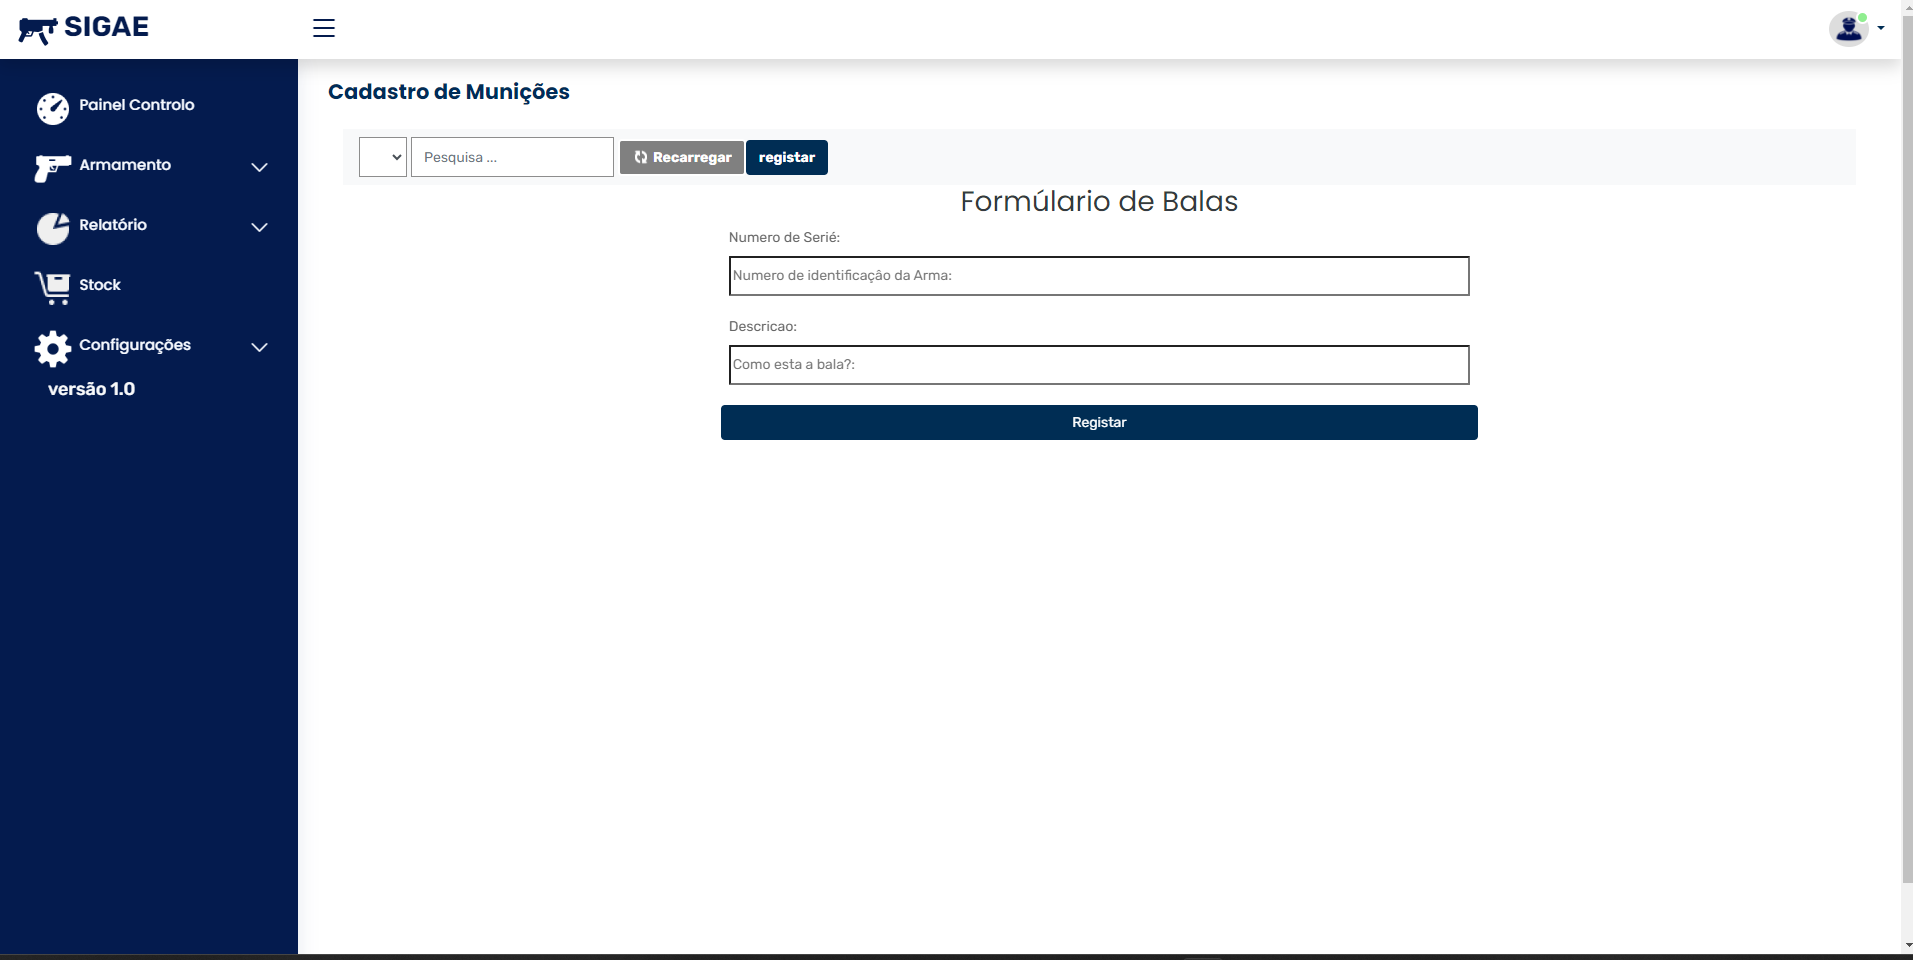 SIGAE
Painel Controlo
Armamento
Relatório
Stock
Configurações
versão 1.0
Cadastro de Munições
Pesquisa ...
Recarregar
registar
Formúlario de Balas
Numero de Serié:
Numero de identificaçâo da Arma:
Descricao:
Como esta a bala?:
Registar